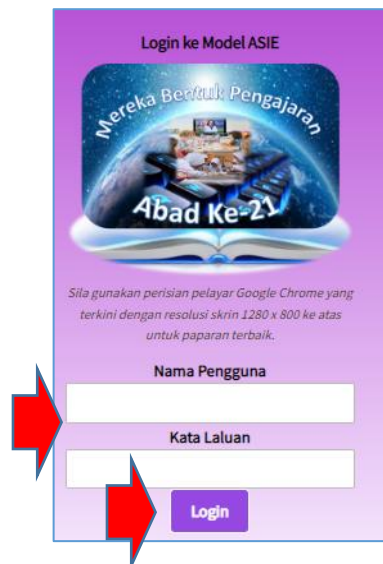 Login ke Model ASIE
Mereka Bentuk Pengajaran
Abad Ke-21
Sila gunakan perisian pelayar Google Chrome yang
terkini dengan resolusi skrin 1280 x 800 ke atas
untuk paparan terbaik.
Nama Pengguna
Kata Laluan
Login